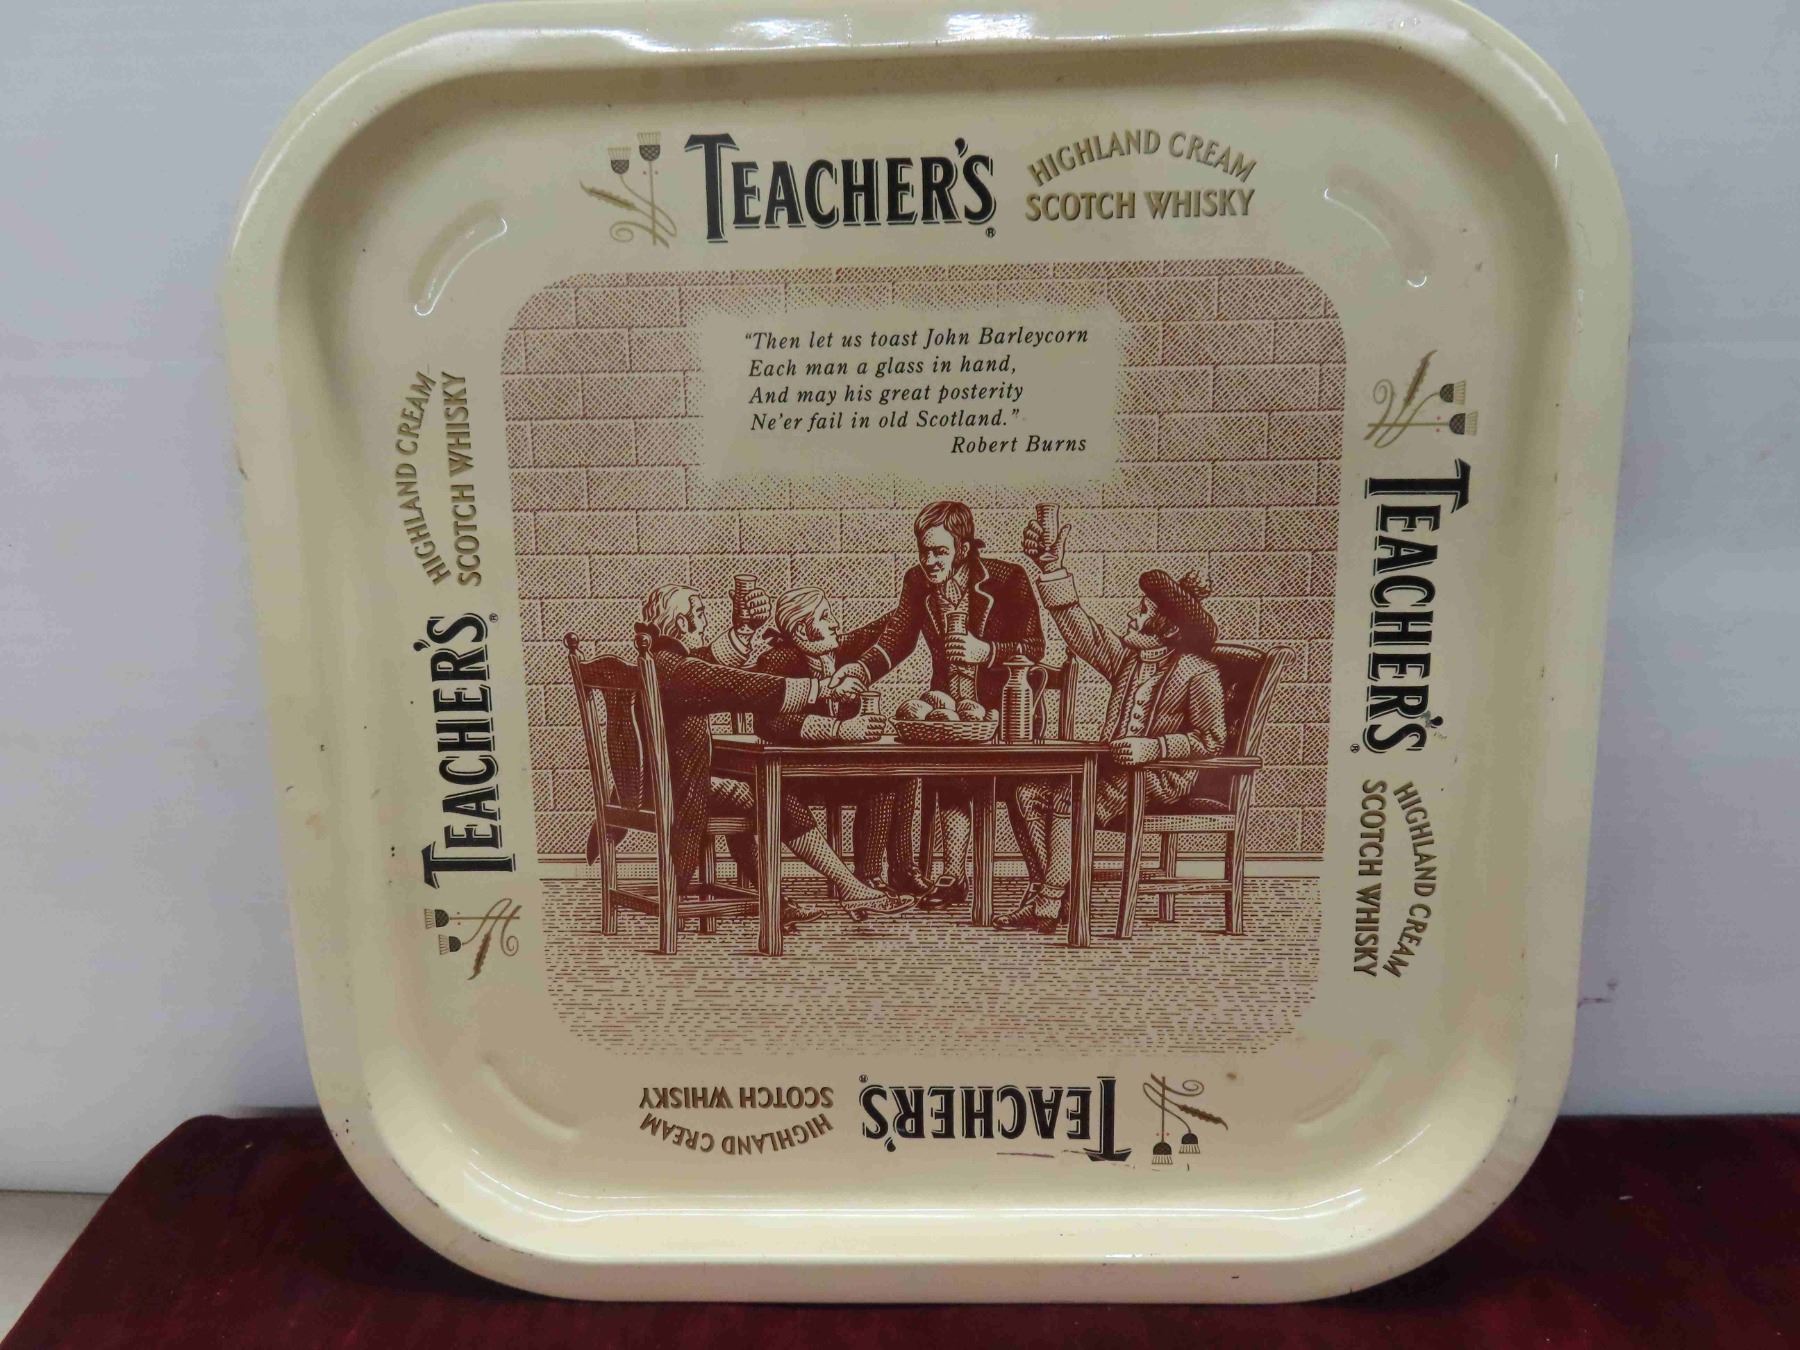 TEACHER'S®
HIGHLAND CREAM
SCOTCH WHISKY
"Then let us toast John Barleycorn
Each man a glass in hand,
And may his great posterity
Ne'er fail in old Scotland."
Robert Burns
TEACHER'S®
HIGHLAND CREAM
SCOTCH WHISKY
TEACHER'S®
HIGHLAND CREAM
SCOTCH WHISKY
TEACHER'S®
HIGHLAND CREAM
SCOTCH WHISKY